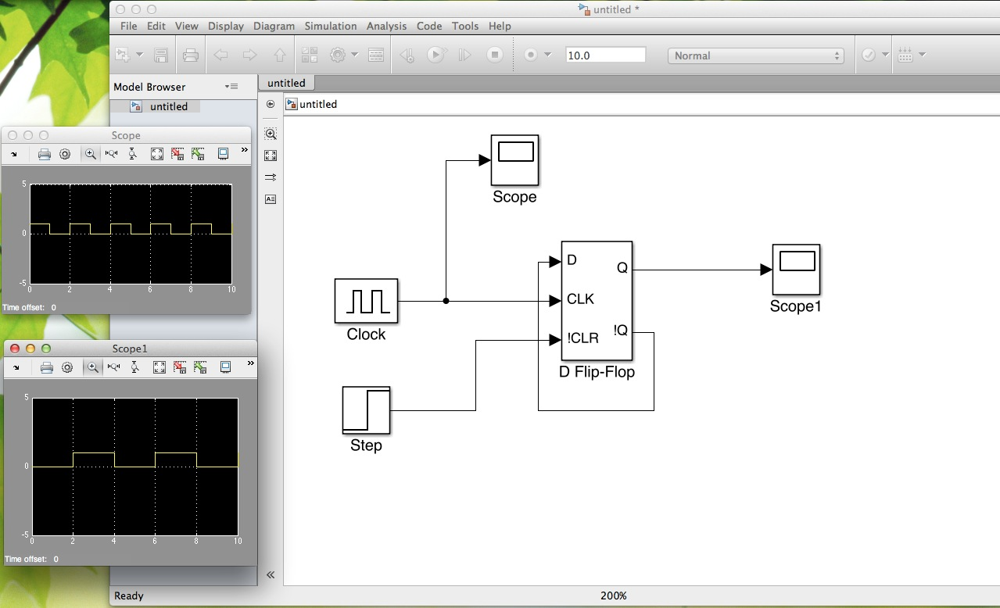 untitled *
File Edit View Display Diagram Simulation Analysis Code Tools Help
10.0
Normal
Model Browser
untitled
untitled
untitled
Scope
5
0
-5
0 2 4 6 8 10
Time offset: 0
Scope1
5
0
-5
0 2 4 6 8 10
Time offset: 0
Scope
D
Q
CLK
!Q
!CLR
D Flip-Flop
Scope1
Clock
Step
Ready
200%